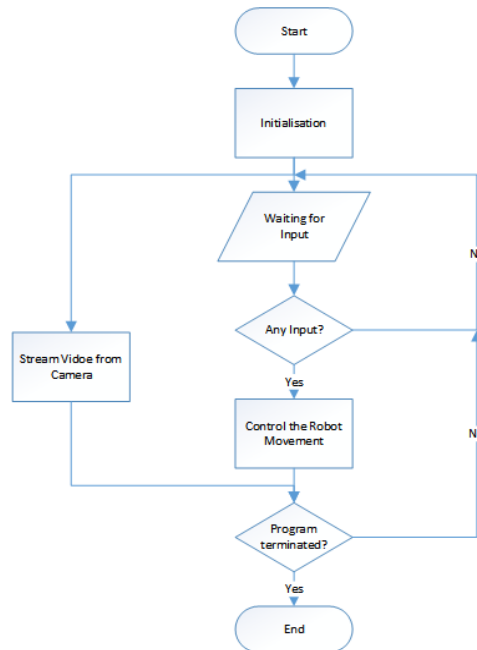 Start
Initialisation
Waiting for
Input
N
Any Input?
Stream Vidoe from
Camera
Yes
Control the Robot
Movement
N
Program
terminated?
Yes
End